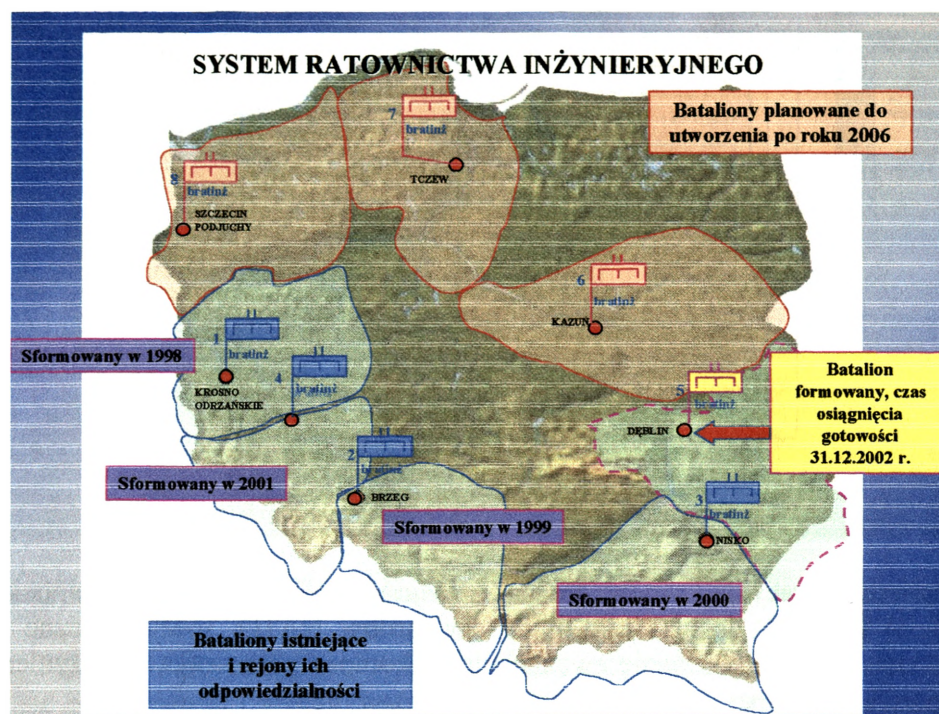 SYSTEM RATOWNICTWA INŻYNIERYJNEGO
Bataliony planowane do
utworzenia po roku 2006
7
bratinż
TCZEW
8
bratinż
SZCZECIN
PODJUCHY
6
bratinż
KAZUŃ
Sformowany w 1998
1
bratinż
KROSNO
ODRZAŃSKIE
4
bratinż
Batalion
formowany, czas
osiągnięcia
gotowości
31.12.2002 r.
5
bratinż
DĘBLIN
Sformowany w 2001
2
bratinż
BRZEG
Sformowany w 1999
3
bratinż
NISKO
Sformowany w 2000
Bataliony istniejące
i rejony ich
odpowiedzialności